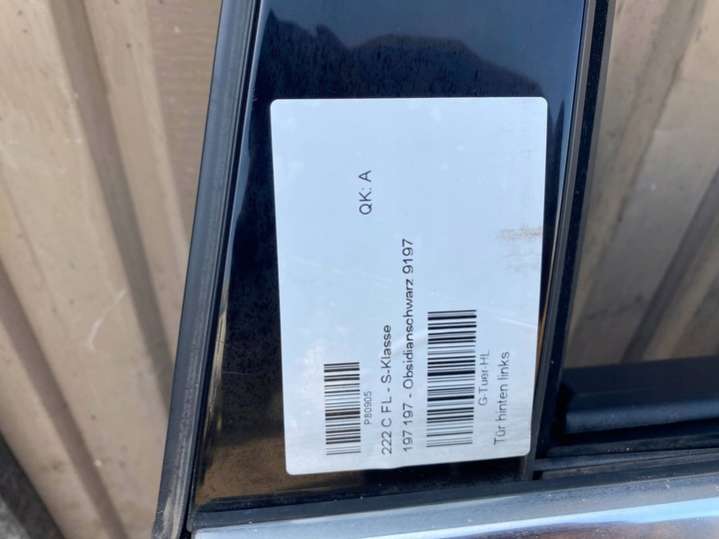 QK: A
P80905
222 C FL - S-Klasse
197 197 - Obsidianschwarz 9197
G-Tuer-HL
Tür hinten links